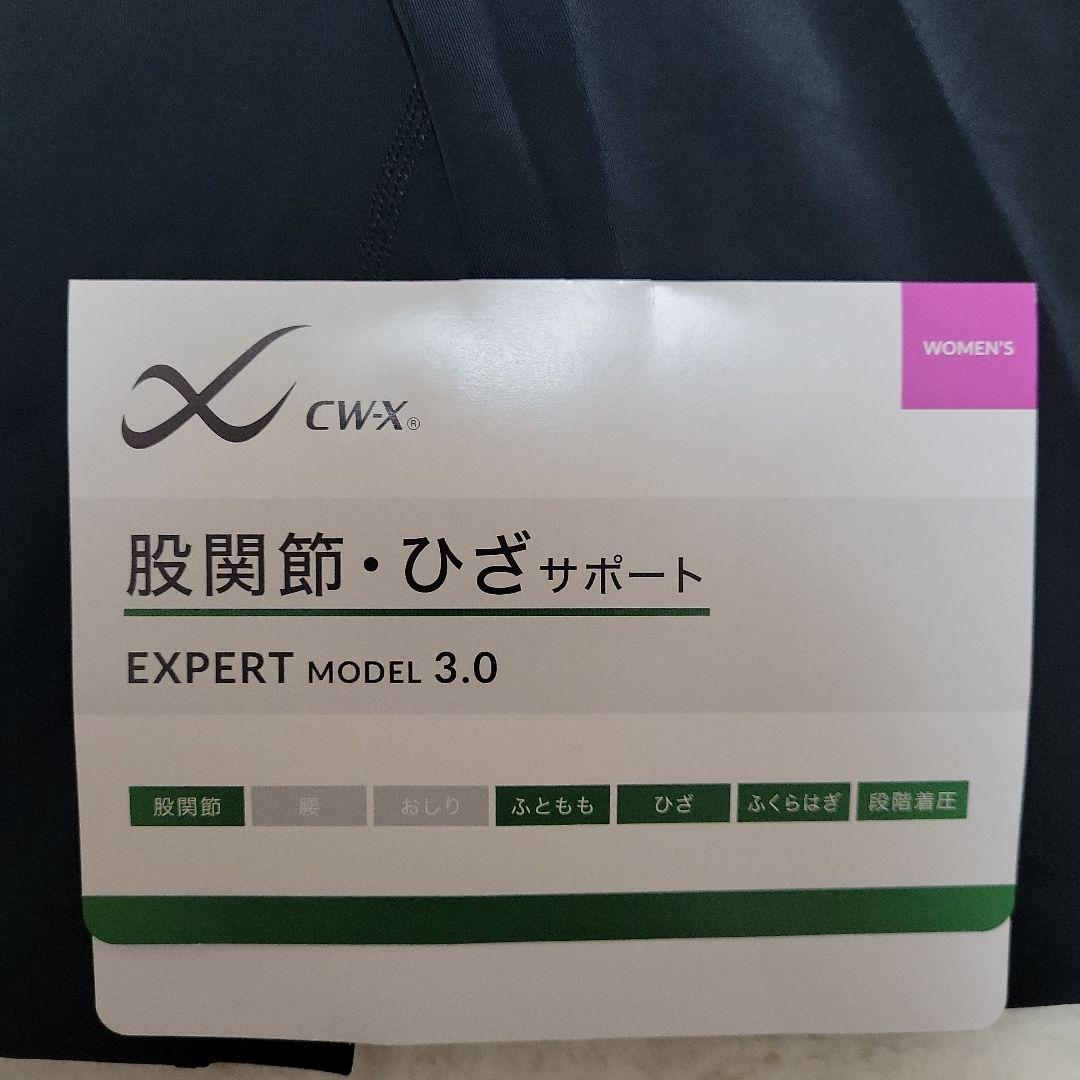 WOMEN'S
CW-X®
股関節・ひざサポート
EXPERT MODEL 3.0
股関節 腰 おしり ふともも ひざ ふくらはぎ 段階着圧